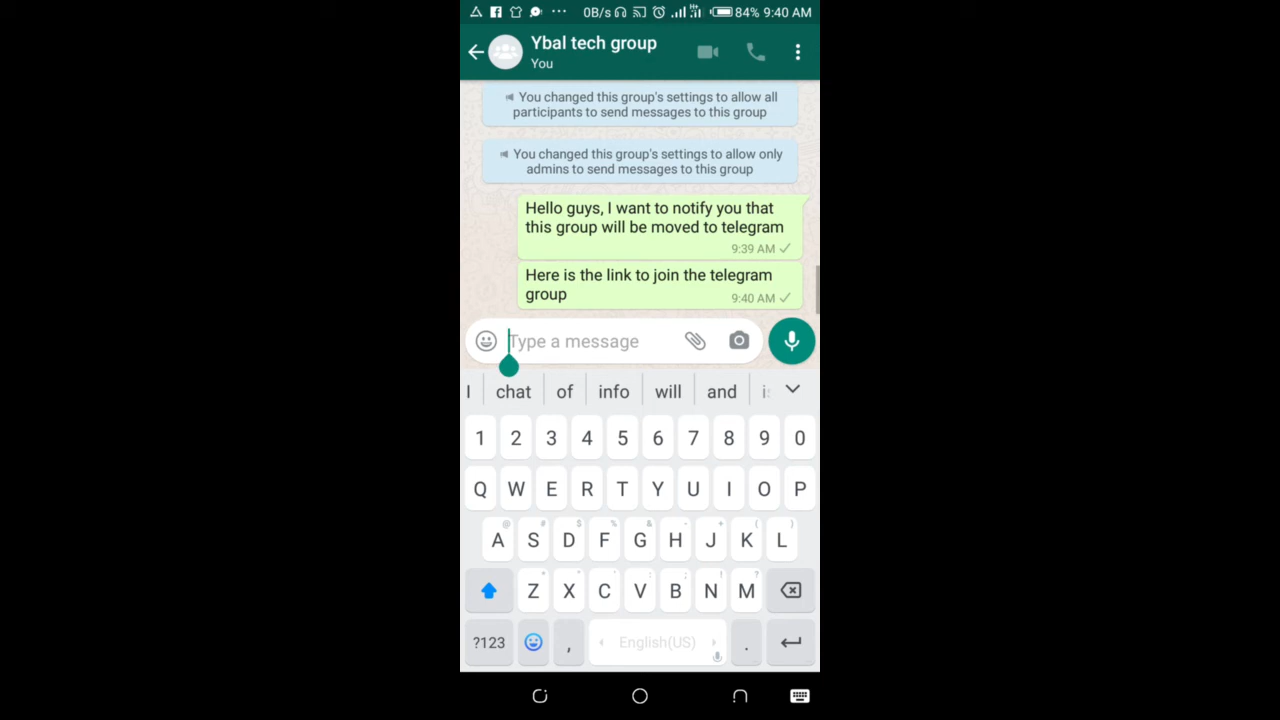 0B/s 84% 9:40 AM
Ybal tech group
You
You changed this group's settings to allow all
participants to send messages to this group
You changed this group's settings to allow only
admins to send messages to this group
Hello guys, I want to notify you that
this group will be moved to telegram
9:39 AM
Here is the link to join the telegram
group
9:40 AM
Type a message
I chat of info will and
1 2 3 4 5 6 7 8 9 0
Q W E R T Y U I O P
@ # $ % & - + ( )
A S D F G H J K L
Z X C V B N M
?123 , English(US) .